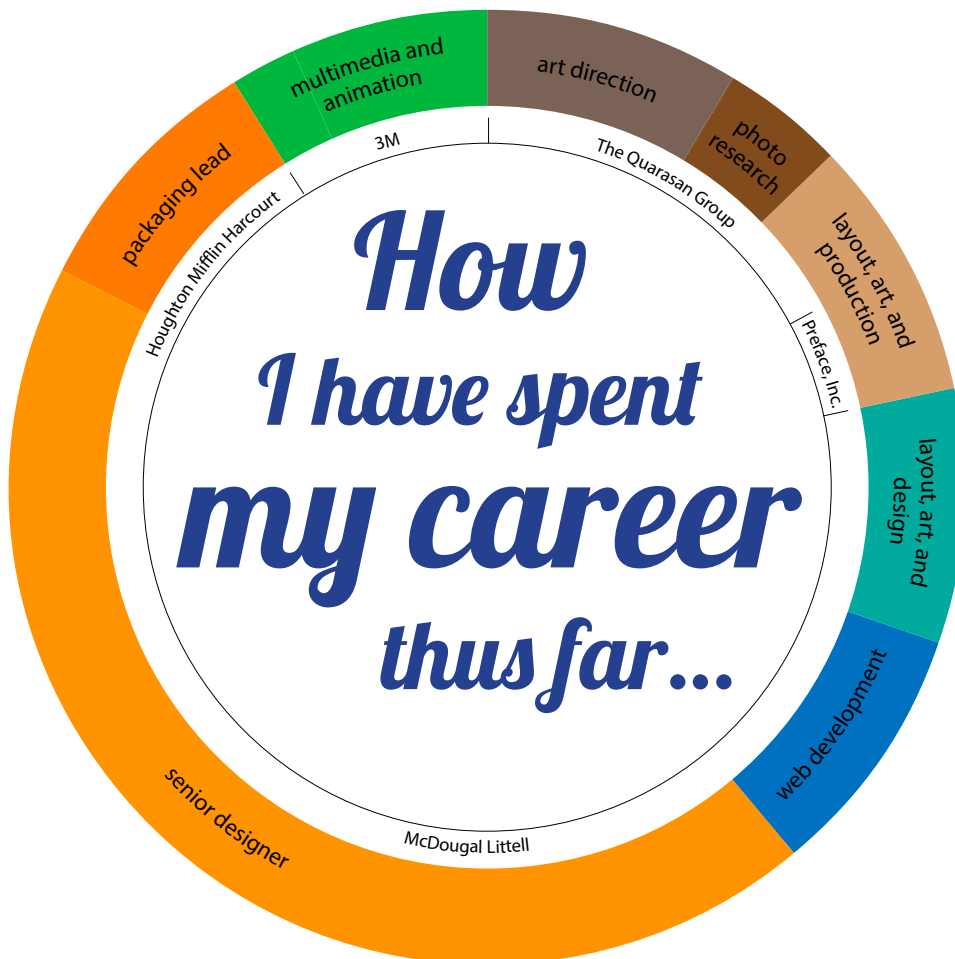 How
I have spent
my career
thus far...
art direction
photo
research
layout, art, and
production
layout, art, and
design
web development
senior designer
packaging lead
multimedia and
animation
The Quarasan Group
Preface, Inc.
McDougal Littell
Houghton Mifflin Harcourt
3M